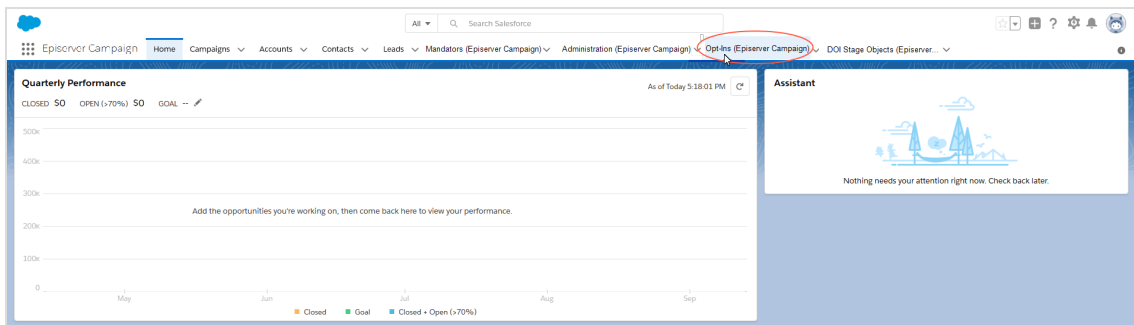 All Search Salesforce
Episerver Campaign Home Campaigns Accounts Contacts Leads Mandators (Episerver Campaign) Administration (Episerver Campaign) Opt-Ins (Episerver Campaign) DOI Stage Objects (Episerver...
Quarterly Performance
As of Today 5:18:01 PM
CLOSED $0 OPEN (>70%) $0 GOAL --
500k
400k
300k
Add the opportunities you're working on, then come back here to view your performance.
200k
100k
0
May Jun Jul Aug Sep
Closed Goal Closed + Open (>70%)
Assistant
Nothing needs your attention right now. Check back later.